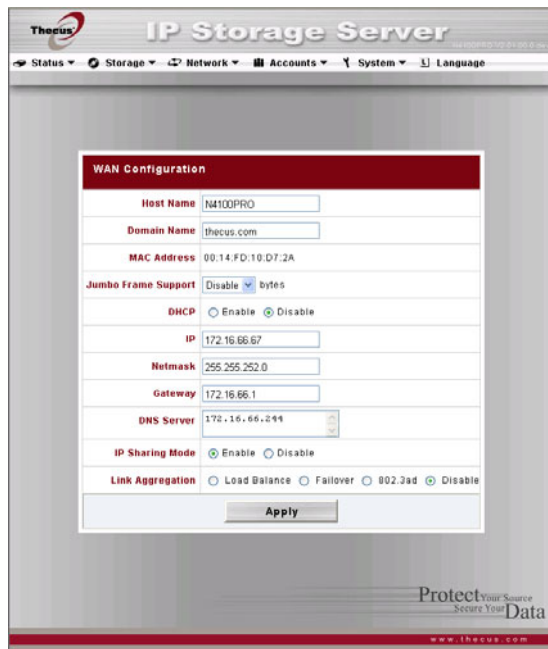 Thecus
IP Storage Server
Status Storage Network Accounts System Language
WAN Configuration
Host Name N4100PRO
Domain Name thecus.com
MAC Address 00:14:FD:10:D7:2A
Jumbo Frame Support Disable bytes
DHCP Enable Disable
IP 172.16.66.67
Netmask 255.255.252.0
Gateway 172.16.66.1
DNS Server 172.16.66.244
IP Sharing Mode Enable Disable
Link Aggregation Load Balance Failover 802.3ad Disable
Apply
Protect Your Source
Secure Your Data
www.thecus.com